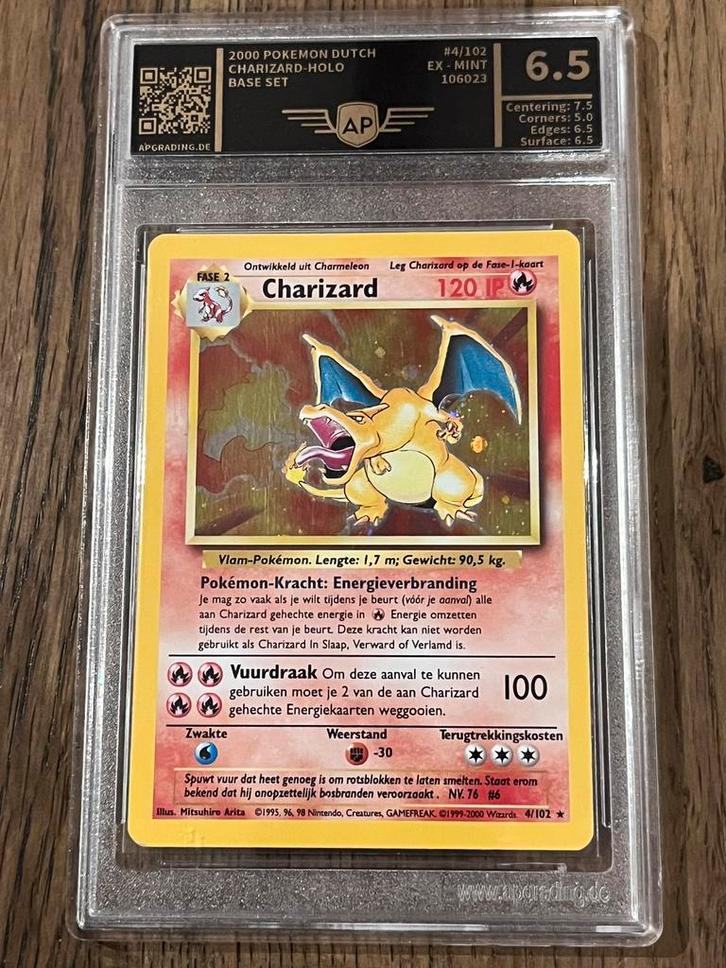 2000 POKEMON DUTCH
CHARIZARD-HOLO
BASE SET
#4/102
EX - MINT
106023
6.5
Centering: 7.5
Corners: 5.0
Edges: 6.5
Surface: 6.5
APGRADING.DE
AP
Ontwikkeld uit Charmeleon Leg Charizard op de Fase-1-kaart
FASE 2
Charizard 120 IP
Vlam-Pokémon. Lengte: 1,7 m; Gewicht: 90,5 kg.
Pokémon-Kracht: Energieverbranding
Je mag zo vaak als je wilt tijdens je beurt (vóór je aanval) alle
aan Charizard gehechte energie in Energie omzetten
tijdens de rest van je beurt. Deze kracht kan niet worden
gebruikt als Charizard In Slaap, Verward of Verlamd is.
Vuurdraak Om deze aanval te kunnen
gebruiken moet je 2 van de aan Charizard
gehechte Energiekaarten weggooien.
100
Zwakte Weerstand Terugtrekkingskosten
-30
Spuwt vuur dat heet genoeg is om rotsblokken te laten smelten. Staat erom
bekend dat hij onopzettelijk bosbranden veroorzaakt. NV. 76 #6
Illus. Mitsuhiro Arita ©1995, 96, 98 Nintendo, Creatures, GAMEFREAK. ©1999-2000 Wizards. 4/102 ★
www.apgrading.de